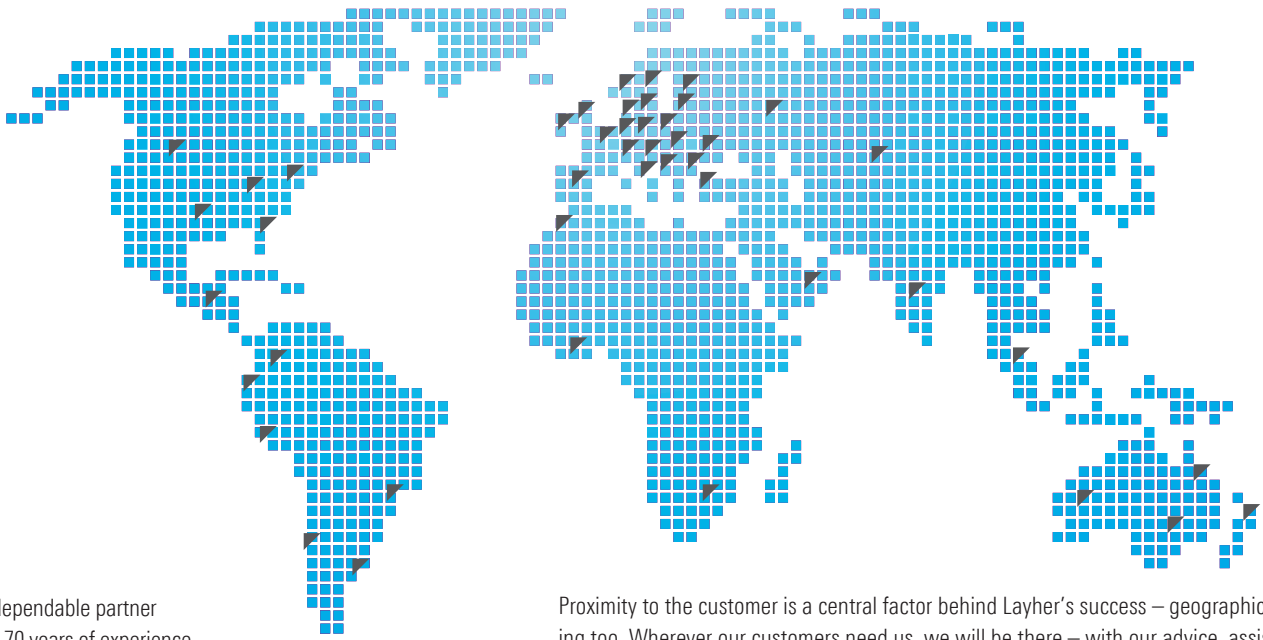 dependable partner
70 years of experience
Proximity to the customer is a central factor behind Layher’s success – geographic
ing too. Wherever our customers need us, we will be there – with our advice, assi